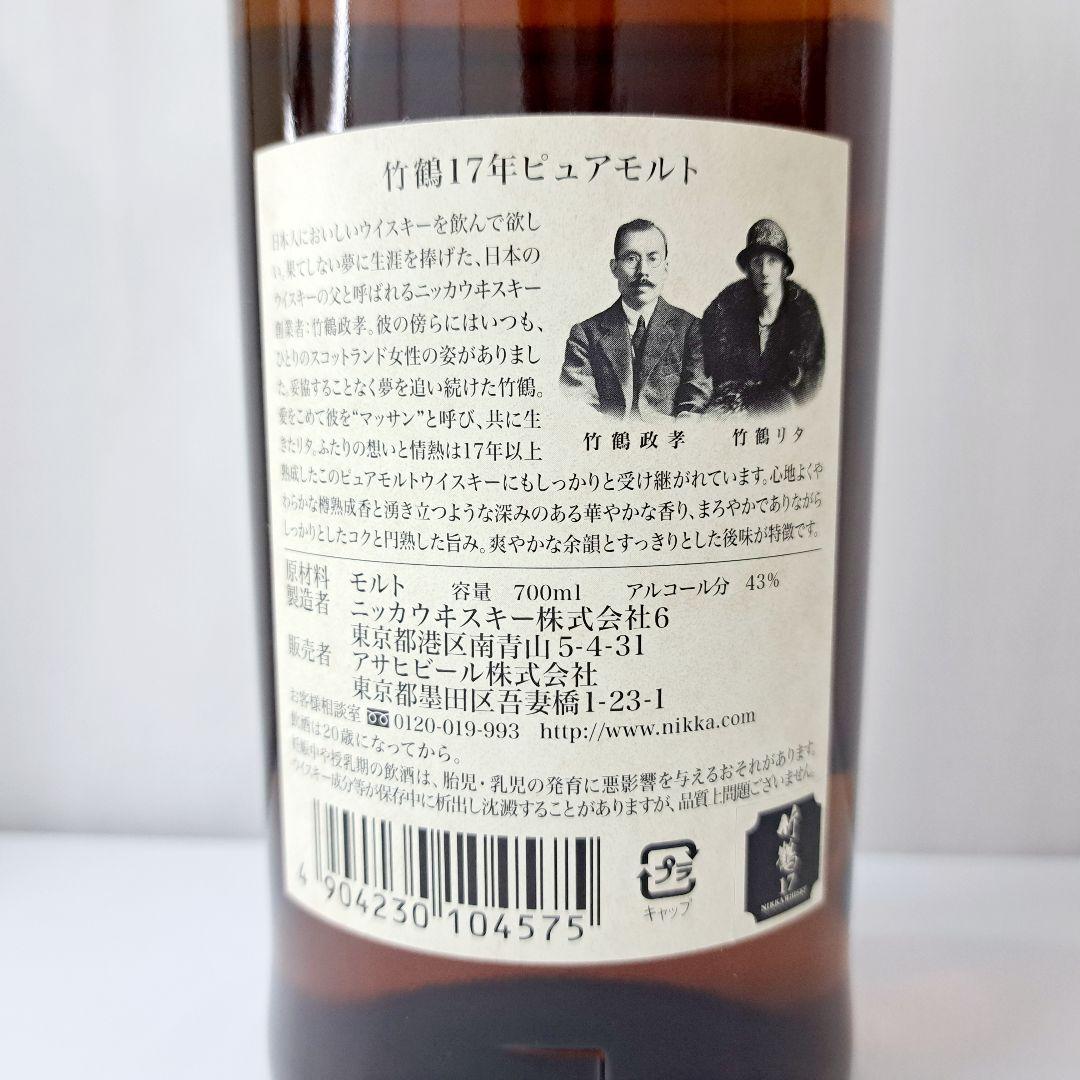 竹鶴17年ピュアモルト
日本人においしいウイスキーを飲んで欲し
い。果てしない夢に生涯を捧げた、日本の
ウイスキーの父と呼ばれるニッカウヰスキー
創業者:竹鶴政孝。彼の傍らにはいつも、
ひとりのスコットランド女性の姿がありまし
た。妥協することなく夢を追い続けた竹鶴。
愛をこめて彼を“マッサン”と呼び、共に生
きたリタ。ふたりの想いと情熱は17年以上
熟成したこのピュアモルトウイスキーにもしっかりと受け継がれています。心地よくや
わらかな樽熟成香と湧き立つような深みのある華やかな香り、まろやかでありながら
しっかりとしたコクと円熟した旨み。爽やかな余韻とすっきりとした後味が特徴です。
竹鶴政孝 竹鶴リタ
原材料 モルト 容量 700ml アルコール分 43%
製造者 ニッカウヰスキー株式会社6
東京都港区南青山5-4-31
販売者 アサヒビール株式会社
東京都墨田区吾妻橋1-23-1
お客様相談室 0120-019-993 http://www.nikka.com
飲酒は20歳になってから。
妊娠中や授乳期の飲酒は、胎児・乳児の発育に悪影響を与えるおそれがあります。
ウイスキー成分等が保存中に析出し沈澱することがありますが、品質上問題ございません。
4 904230 104575
プラ
キャップ
竹鶴
17
NIKKA WHISKY